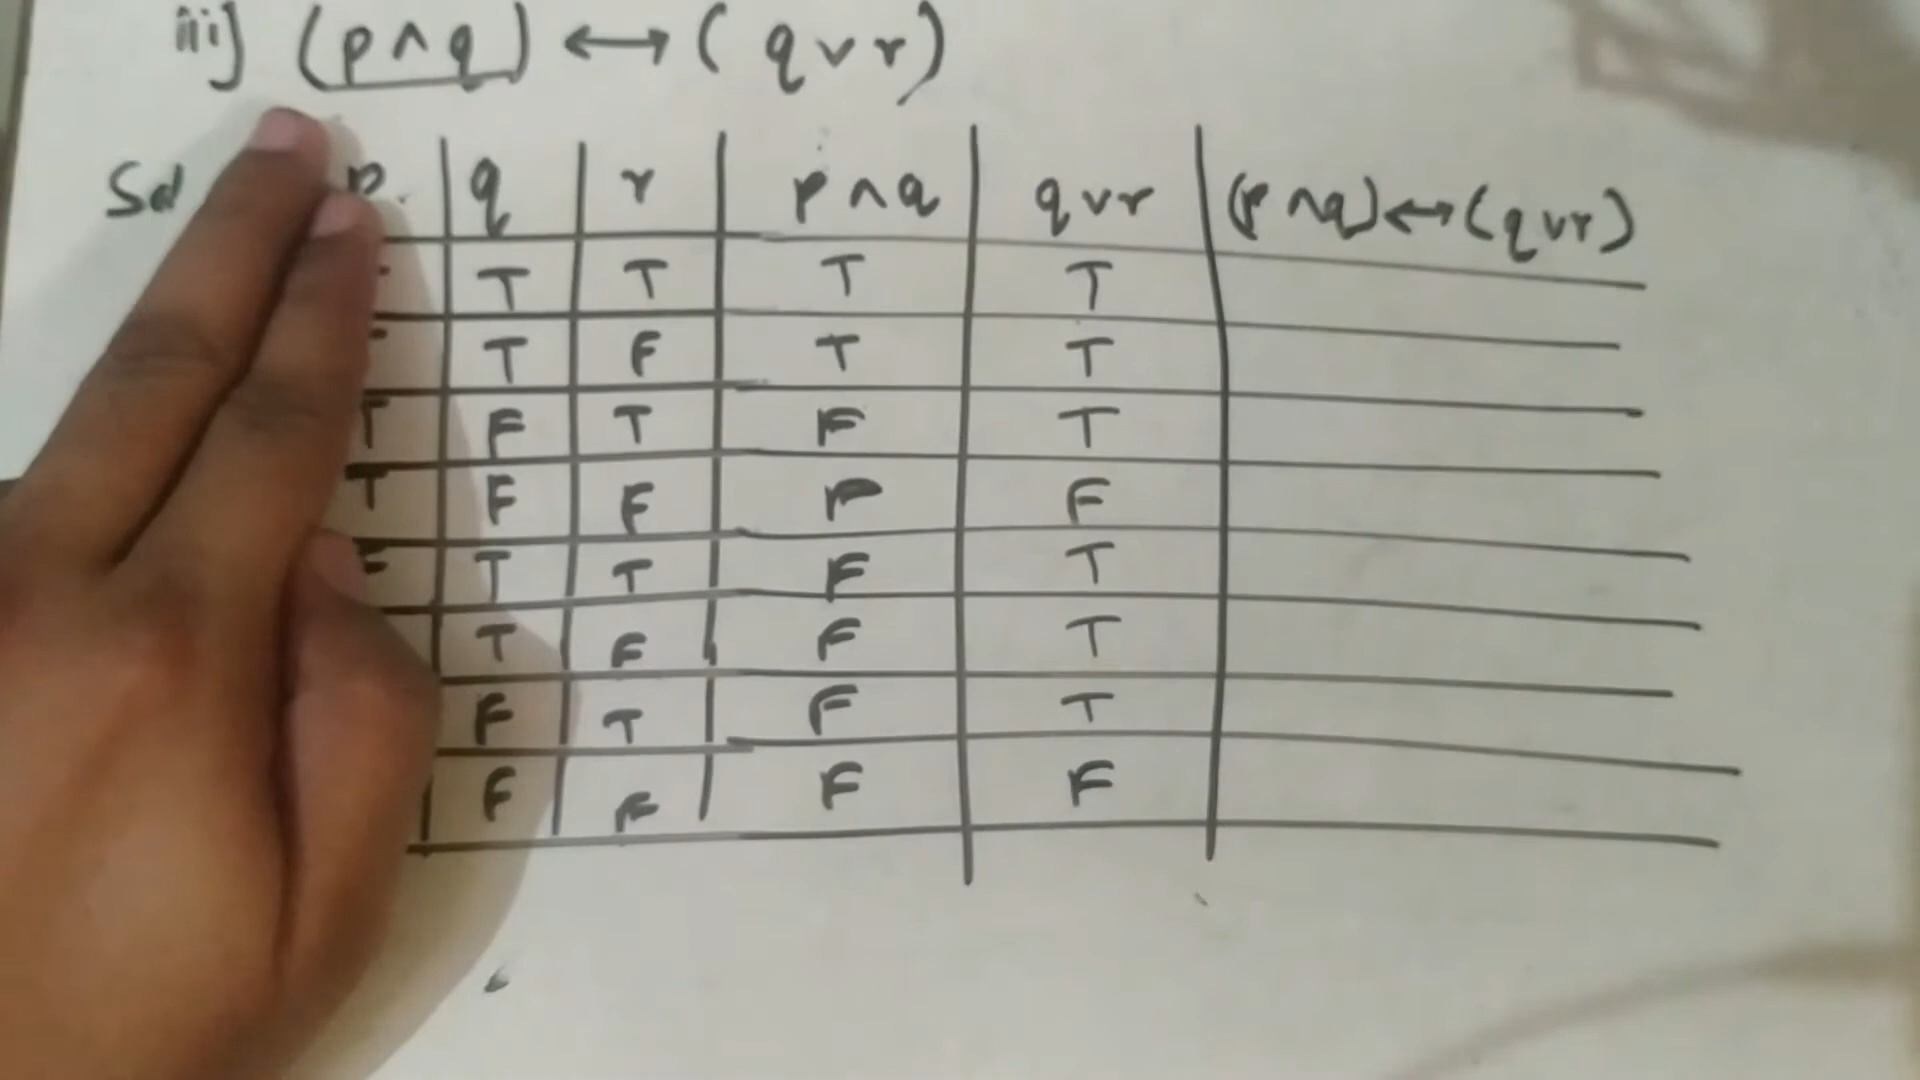 iii] (p ∧ q) ↔ ( q ∨ r)
Sol p. q r p ∧ q q ∨ r (p ∧ q) ↔ (q ∨ r)
T T T T
T F T T
T F T F T
T F F F F
F T T F T
T F F T
F T F T
F F F F